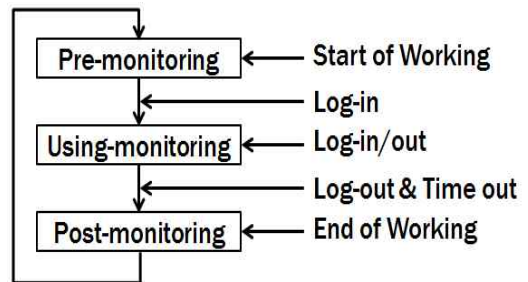 Pre-monitoring
Start of Working
Log-in
Using-monitoring
Log-in/out
Log-out & Time out
Post-monitoring
End of Working